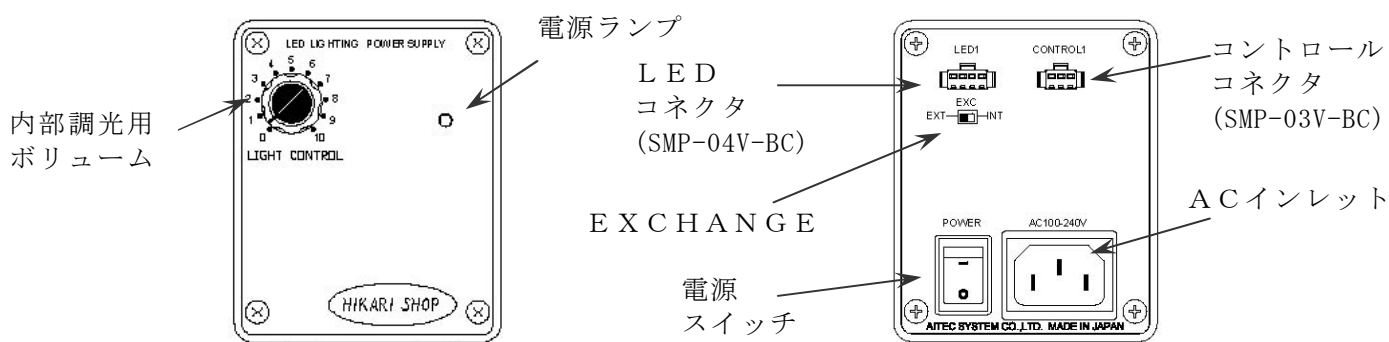 内部調光用
ボリューム
LED LIGHTING POWER SUPPLY
0
1
2
3
4
5
6
7
8
9
10
LIGHT CONTROL
HIKARI SHOP
電源ランプ
ＬＥＤ
コネクタ
(SMP-04V-BC)
ＥＸＣＨＡＮＧＥ
電源
スイッチ
LED1
CONTROL1
EXC
EXT
INT
POWER
AC100-240V
AITEC SYSTEM CO.,LTD. MADE IN JAPAN
コントロール
コネクタ
(SMP-03V-BC)
ＡＣインレット